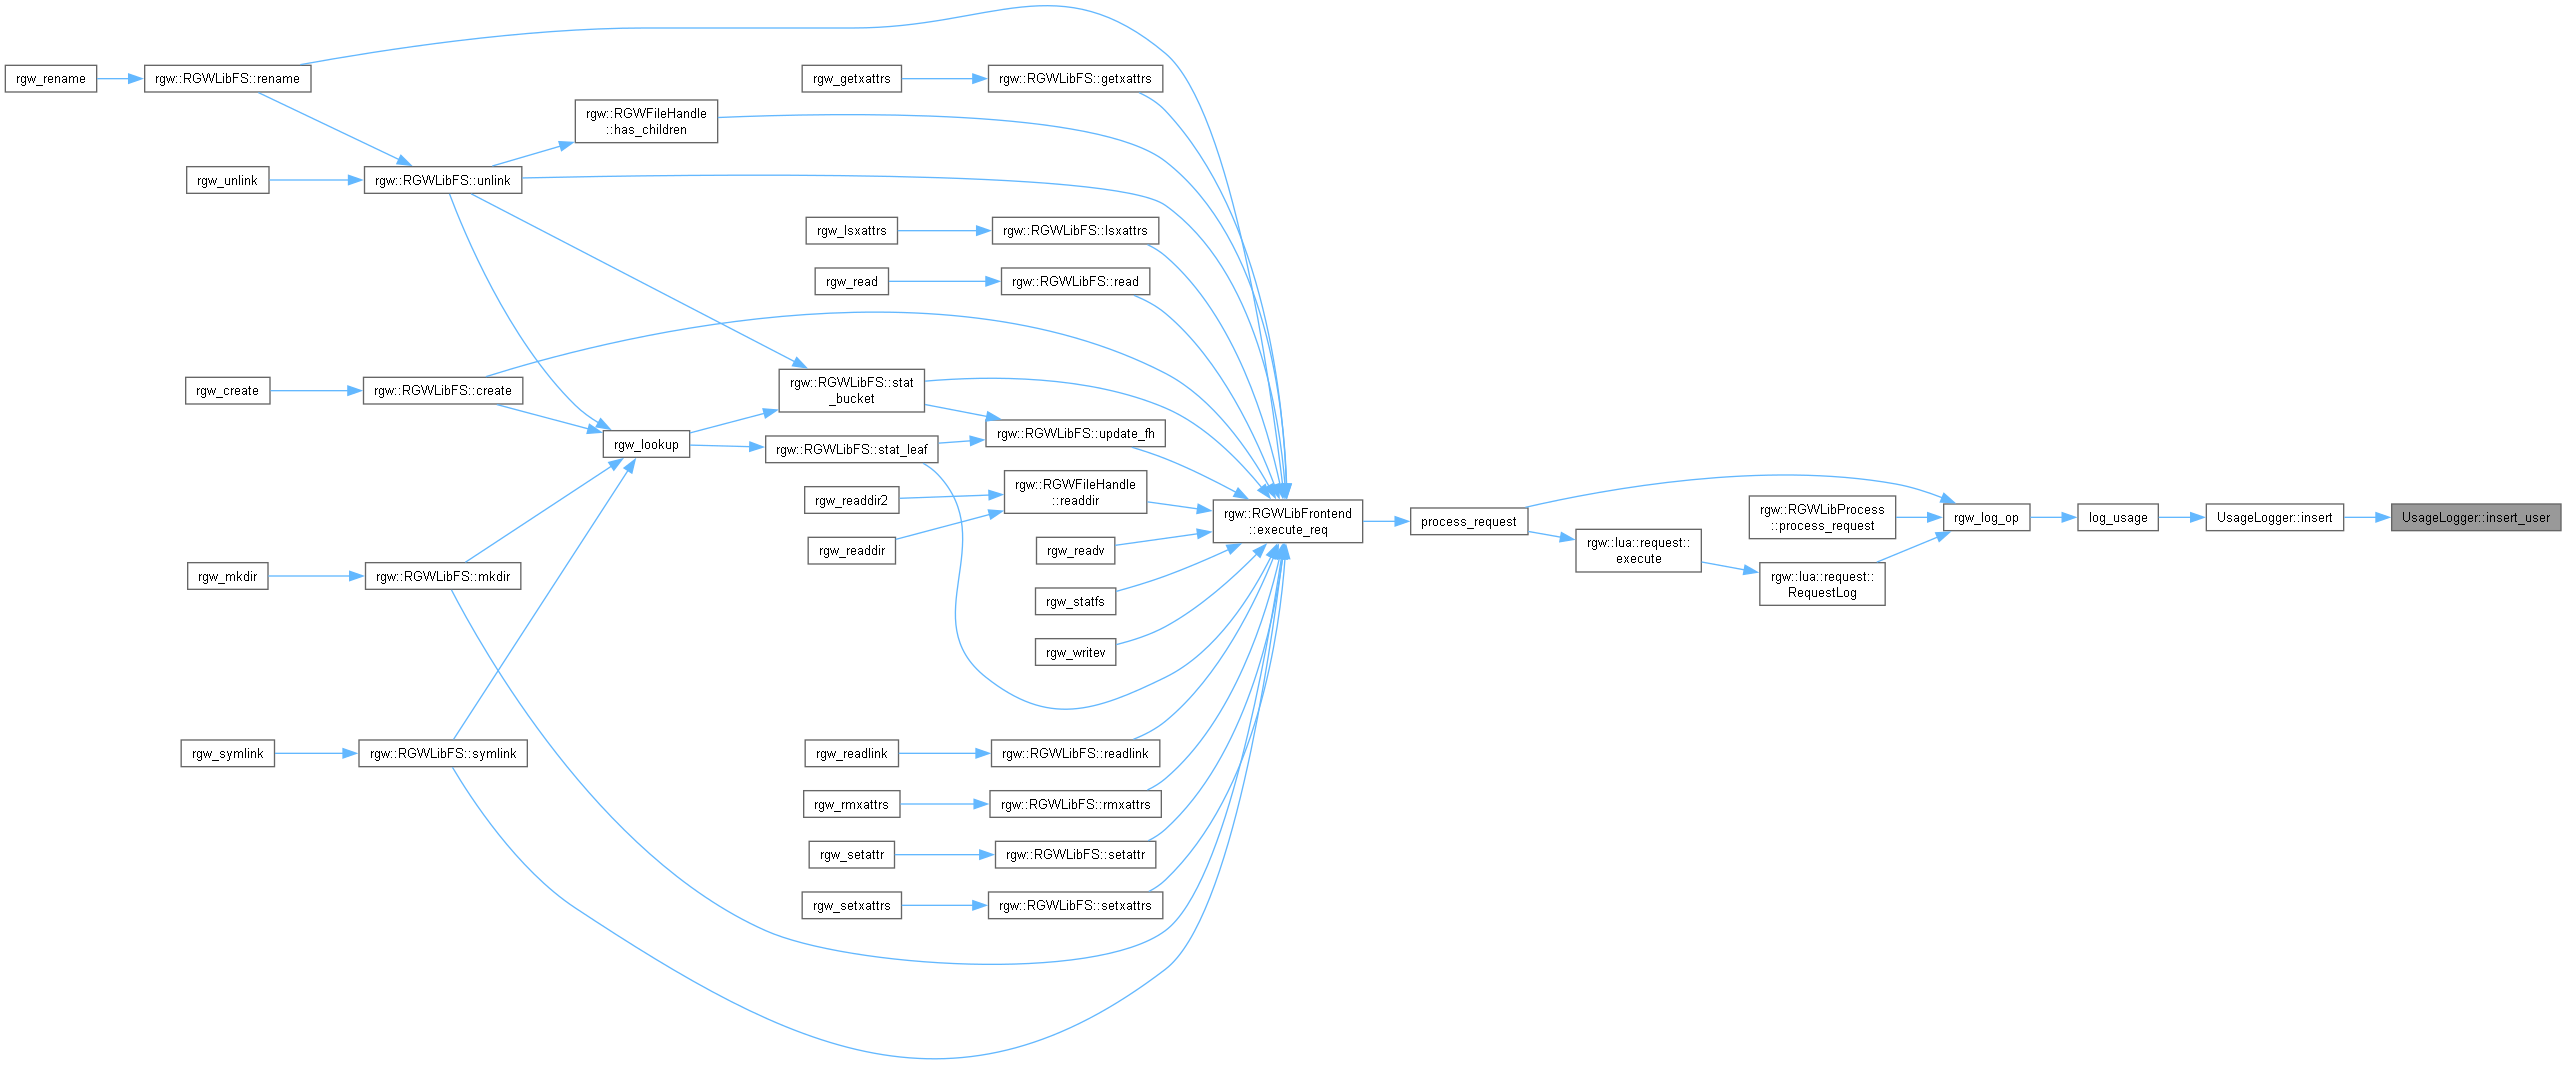 rgw_rename
rgw::RGWLibFS::rename
rgw_getxattrs
rgw::RGWLibFS::getxattrs
rgw::RGWFileHandle
::has_children
rgw_unlink
rgw::RGWLibFS::unlink
rgw_lsxattrs
rgw::RGWLibFS::lsxattrs
rgw_read
rgw::RGWLibFS::read
rgw_create
rgw::RGWLibFS::create
rgw::RGWLibFS::stat
_bucket
rgw_lookup
rgw::RGWLibFS::stat_leaf
rgw::RGWLibFS::update_fh
rgw_readdir2
rgw::RGWFileHandle
::readdir
rgw_readdir
rgw::RGWLibFrontend
::execute_req
process_request
rgw::lua::request::
execute
rgw::RGWLibProcess
::process_request
rgw::lua::request::
RequestLog
rgw_log_op
log_usage
UsageLogger::insert
UsageLogger::insert_user
rgw_readv
rgw_statfs
rgw_writev
rgw_mkdir
rgw::RGWLibFS::mkdir
rgw_symlink
rgw::RGWLibFS::symlink
rgw_readlink
rgw::RGWLibFS::readlink
rgw_rmxattrs
rgw::RGWLibFS::rmxattrs
rgw_setattr
rgw::RGWLibFS::setattr
rgw_setxattrs
rgw::RGWLibFS::setxattrs